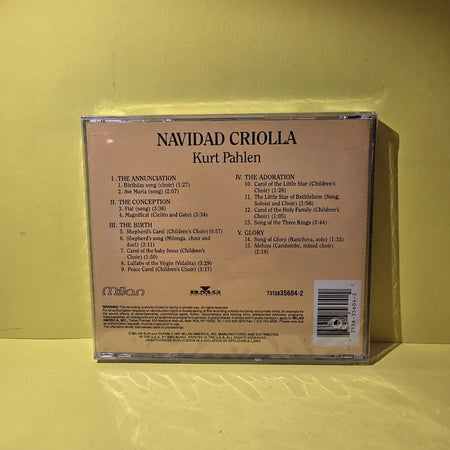 NAVIDAD CRIOLLA
Kurt Pahlen
I .THE ANNUNCIATION
1. Birthday song (choir) (1:27)
2. Ave Maria (song) (2:07)
II. THE CONCEPTION
3. Fiat (song) (2:36)
4. Magnificat (Cielito and Gato) (3:34)
III. THE BIRTH
5. Shepherd's Carol (Children's Choir) (0:57)
6. Shepherd's song (Milonga, choir and
duet) (3:11)
7. Carol of the baby Jesus (Children's
Choir) (1:50)
8. Lullaby of the Virgin (Vidalita) (3:29)
9. Peace Carol (Children's Choir) (1:17)
IV. THE ADORATION
10. Carol of the Little Star (Children's
Choir) (1:28)
11. The Little Star of Bethlehem (Song,
Soloist and Choir) (3:56)
12. Carol of the Holy Family (Children's
Choir) (1:05)
13. Song of the Three Kings (3:44)
V. GLORY
14. Song of Glory (Ranchera, solo) (1:32)
15. Aleluya (Candombe, mixed choir)
(2:18)
milan
BMG
73138 35604-2